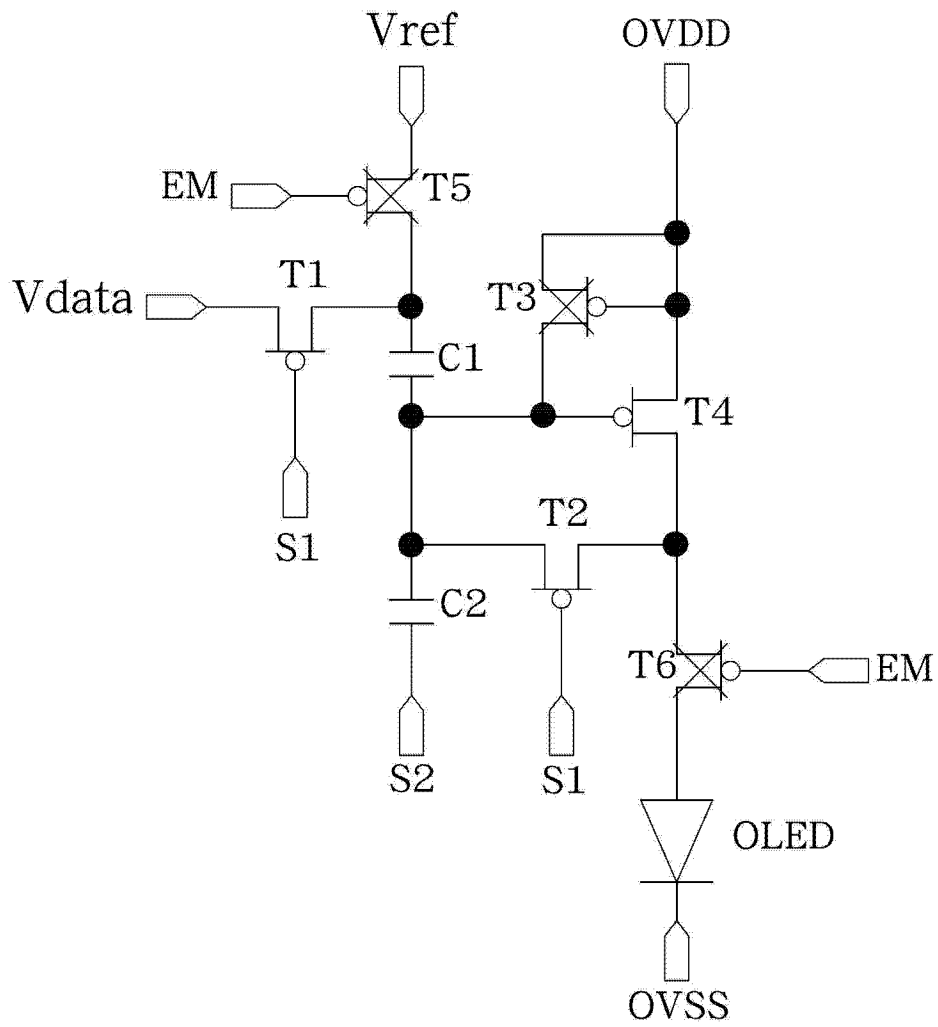 Vref
OVDD
EM
T5
T1
T3
Vdata
C1
T4
T2
S1
C2
T6
EM
S2
S1
OLED
OVSS